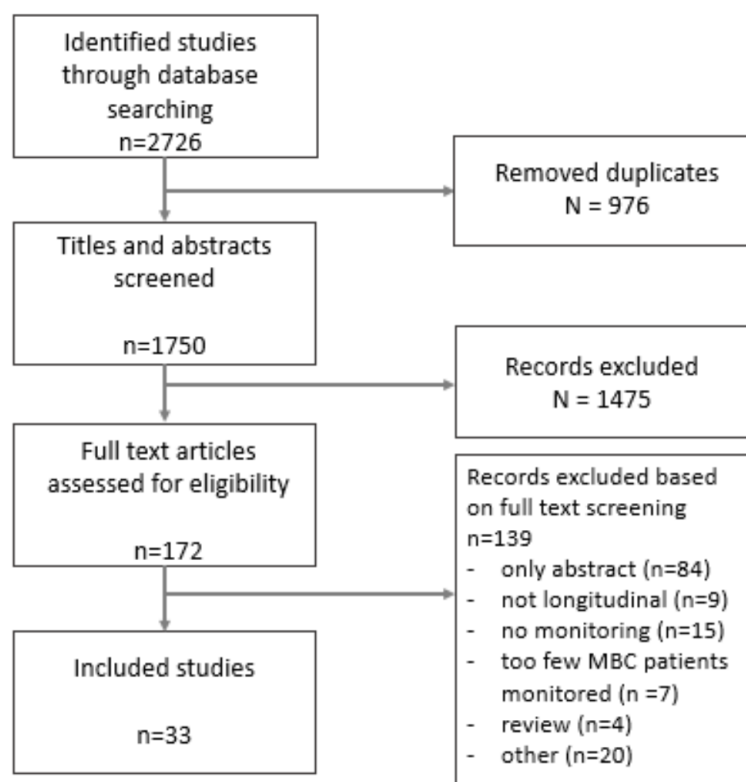 Identified studies
through database
searching
n=2726
Removed duplicates
N = 976
Titles and abstracts
screened
n=1750
Records excluded
N = 1475
Full text articles
assessed for eligibility
n=172
Records excluded based
on full text screening
n=139
- only abstract (n=84)
- not longitudinal (n=9)
- no monitoring (n=15)
- too few MBC patients
monitored (n =7)
- review (n=4)
- other (n=20)
Included studies
n=33